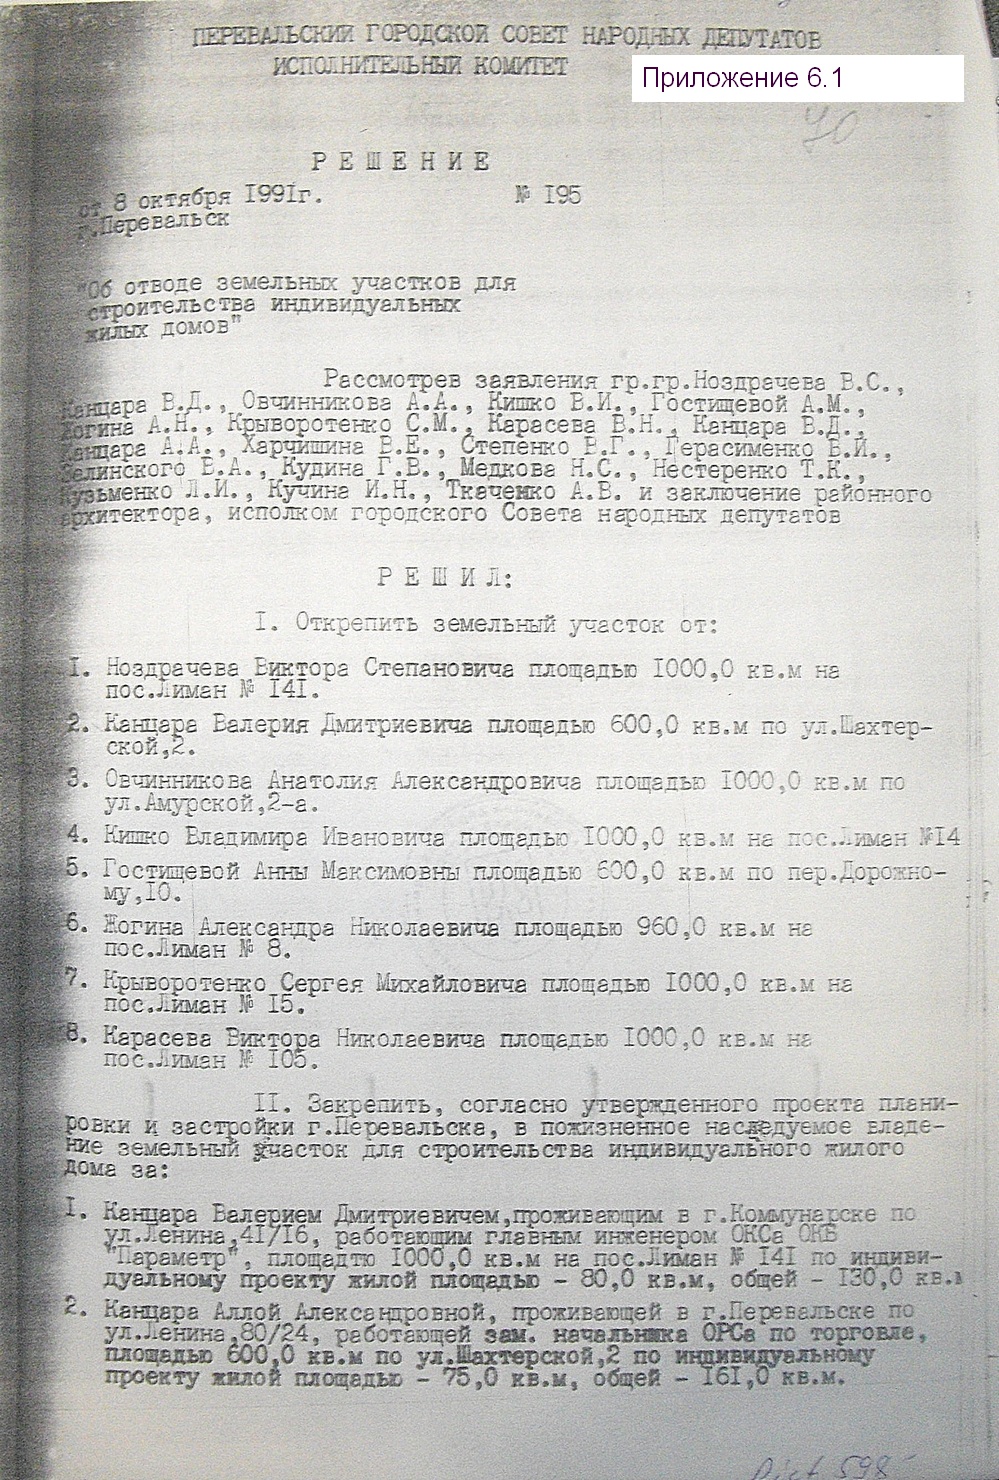 ПЕРЕВАЛЬСКИЙ ГОРОДСКОЙ СОВЕТ НАРОДНЫХ ДЕПУТАТОВ
ИСПОЛНИТЕЛЬНЫЙ КОМИТЕТ
Приложение 6.1
70
Р Е Ш Е Н И Е
от 8 октября 1991г. № 195
г.Перевальск
"Об отводе земельных участков для
строительства индивидуальных
жилых домов"
Рассмотрев заявления гр.гр.Ноздрачева В.С.,
Канцара В.Д., Овчинникова А.А., Кишко В.И., Гостищевой А.М.,
Жогина А.Н., Крыворотенко С.М., Карасева В.Н., Канцара В.Д.,
Канцара А.А., Харчишина В.Е., Степенко В.Г., Герасименко В.И.,
Зелинского В.А., Кудина Г.В., Медкова Н.С., Нестеренко Т.К.,
Кузьменко Л.И., Кучина И.Н., Ткаченко А.В. и заключение районного
архитектора, исполком городского Совета народных депутатов
Р Е Ш И Л:
I. Открепить земельный участок от:
1. Ноздрачева Виктора Степановича площадью 1000,0 кв.м на
пос.Лиман № 141.
2. Канцара Валерия Дмитриевича площадью 600,0 кв.м по ул.Шахтер-
ской,2.
3. Овчинникова Анатолия Александровича площадью 1000,0 кв.м по
ул.Амурской,2-а.
4. Кишко Владимира Ивановича площадью 1000,0 кв.м на пос.Лиман №14
5. Гостищевой Анны Максимовны площадью 600,0 кв.м по пер.Дорожно-
му,10.
6. Жогина Александра Николаевича площадью 960,0 кв.м на
пос.Лиман № 8.
7. Крыворотенко Сергея Михайловича площадью 1000,0 кв.м на
пос.Лиман № 15.
8. Карасева Виктора Николаевича площадью 1000,0 кв.м на
пос.Лиман № 105.
II. Закрепить, согласно утвержденного проекта плани-
ровки и застройки г.Перевальска, в пожизненное наследуемое владе-
ние земельный участок для строительства индивидуального жилого
дома за:
1. Канцара Валерием Дмитриевичем,проживающим в г.Коммунарске по
ул.Ленина,41/16, работающим главным инженером ОКСа ОКБ
"Параметр", площадтю 1000,0 кв.м на пос.Лиман № 141 по индиви-
дуальному проекту жилой площадью - 80,0 кв.м, общей - 130,0 кв.м
2. Канцара Аллой Александровной, проживающей в г.Перевальске по
ул.Ленина,80/24, работающей зам. начальника ОРСа по торговле,
площадью 600,0 кв.м по ул.Шахтерской,2 по индивидуальному
проекту жилой площадью - 75,0 кв.м, общей - 161,0 кв.м.